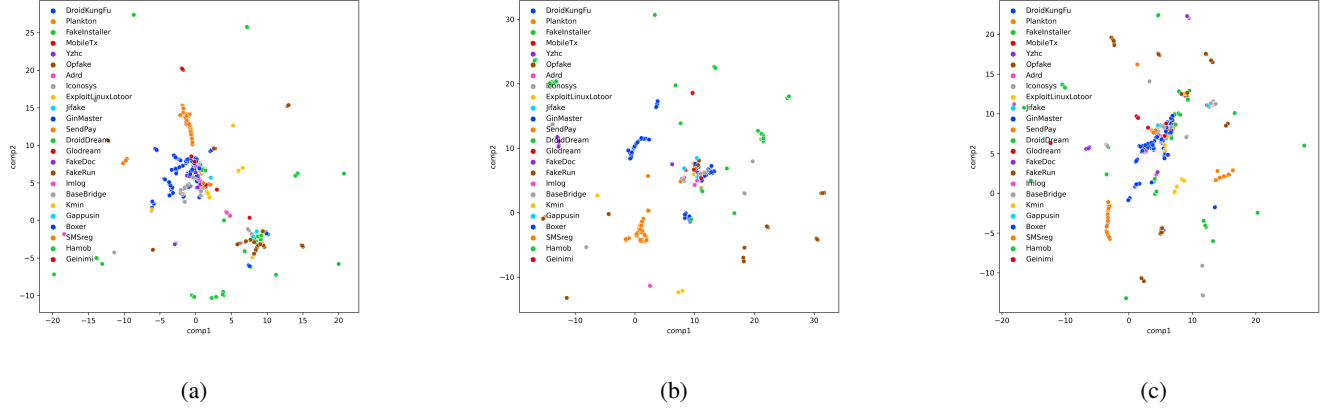 DroidKungFu
Plankton
FakeInstaller
MobileTx
Yzhc
Opfake
Adrd
Iconosys
ExploitLinuxLotoor
Jifake
GinMaster
SendPay
DroidDream
Glodream
FakeDoc
FakeRun
Imlog
BaseBridge
Kmin
Gappusin
Boxer
SMSreg
Hamob
Geinimi
comp2
25
20
15
10
5
0
−5
−10
−20
−15
−10
−5
0
5
10
15
20
comp1
(a)
DroidKungFu
Plankton
FakeInstaller
MobileTx
Yzhc
Opfake
Adrd
Iconosys
ExploitLinuxLotoor
Jifake
GinMaster
SendPay
DroidDream
Glodream
FakeDoc
FakeRun
Imlog
BaseBridge
Kmin
Gappusin
Boxer
SMSreg
Hamob
Geinimi
comp2
30
20
10
0
−10
−10
0
10
20
30
comp1
(b)
DroidKungFu
Plankton
FakeInstaller
MobileTx
Yzhc
Opfake
Adrd
Iconosys
ExploitLinuxLotoor
Jifake
GinMaster
SendPay
DroidDream
Glodream
FakeDoc
FakeRun
Imlog
BaseBridge
Kmin
Gappusin
Boxer
SMSreg
Hamob
Geinimi
comp2
20
15
10
5
0
−5
−10
−20
−10
0
10
20
30
comp1
(c)